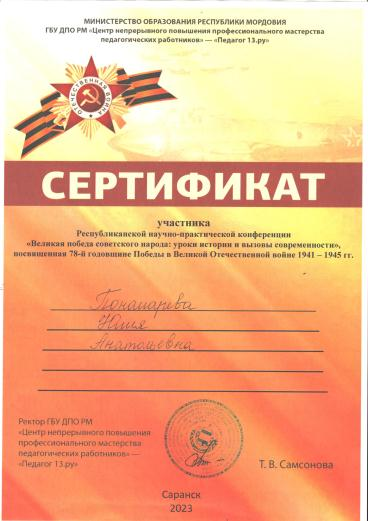 МИНИСТЕРСТВО ОБРАЗОВАНИЯ РЕСПУБЛИКИ МОРДОВИЯ
ГБУ ДПО РМ «Центр непрерывного повышения профессионального мастерства
педагогических работников» — «Педагог 13.ру»
ОТЕЧЕСТВЕННАЯ ВОЙНА
СЕРТИФИКАТ
участника
Республиканской научно-практической конференции
«Великая победа советского народа: уроки истории и вызовы современности»,
посвященная 78-й годовщине Победы в Великой Отечественной войне 1941 – 1945 гг.
Пономарева
Юлия
Анатольевна
Ректор ГБУ ДПО РМ
«Центр непрерывного повышения
профессионального мастерства
педагогических работников» —
«Педагог 13.ру»
Т. В. Самсонова
Саранск
2023